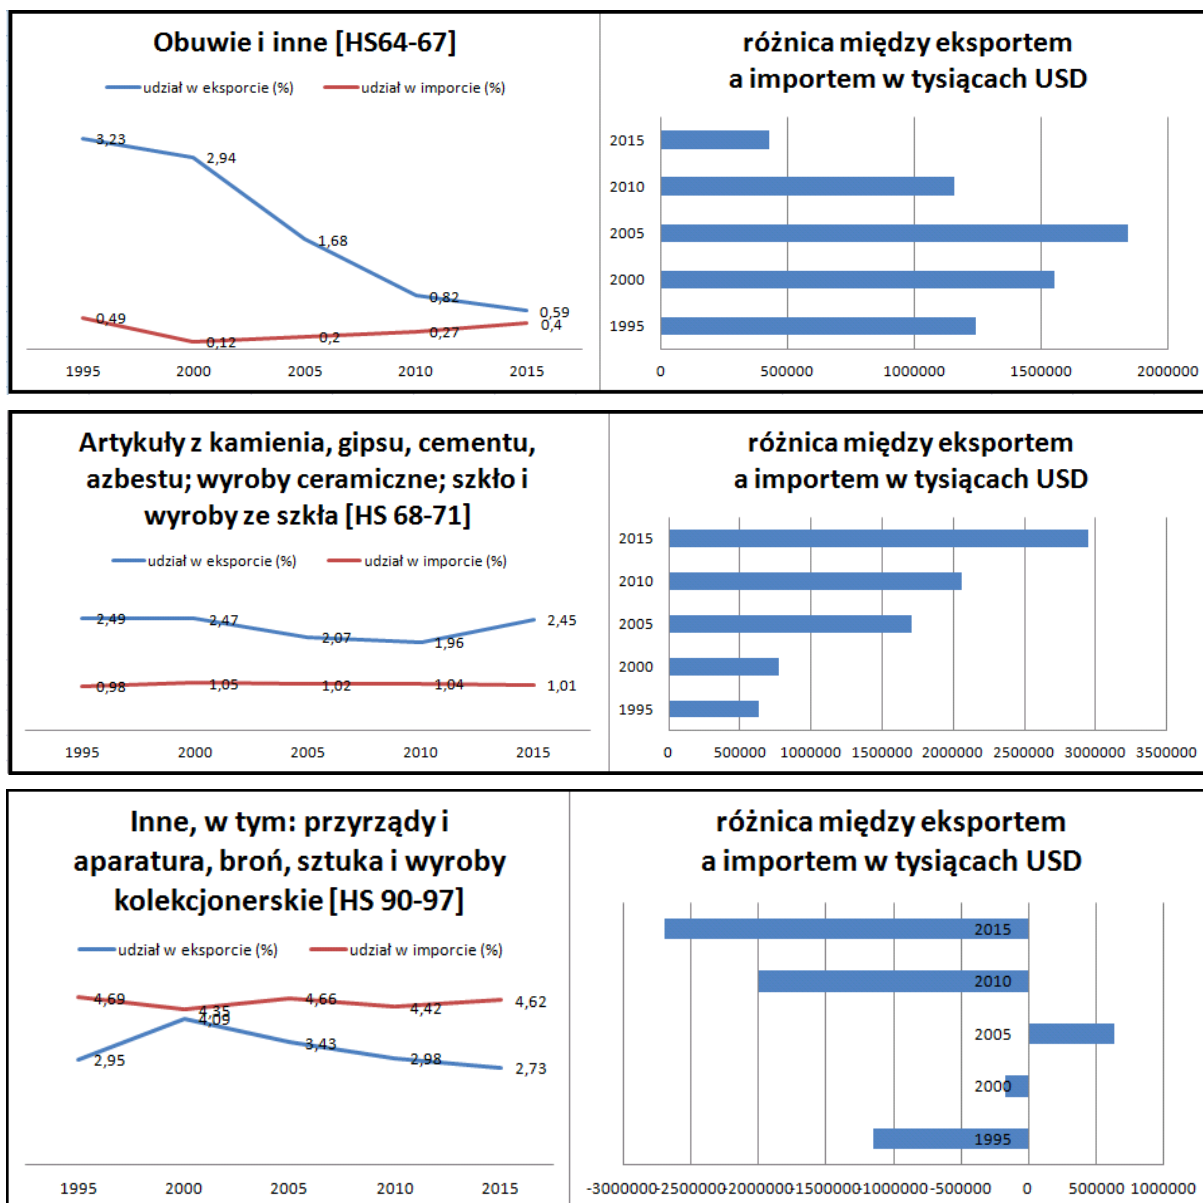 Obuwie i inne [HS64-67]
udział w eksporcie (%) udział w imporcie (%)
3,23
2,94
1,68
0,82
0,59
0,49
0,12
0,2
0,27
0,4
1995 2000 2005 2010 2015
różnica między eksportem
a importem w tysiącach USD
2015
2010
2005
2000
1995
0 500000 1000000 1500000 2000000
Artykuły z kamienia, gipsu, cementu,
azbestu; wyroby ceramiczne; szkło i
wyroby ze szkła [HS 68-71]
udział w eksporcie (%) udział w imporcie (%)
2,49
2,47
2,07
1,96
2,45
0,98
1,05
1,02
1,04
1,01
1995 2000 2005 2010 2015
różnica między eksportem
a importem w tysiącach USD
2015
2010
2005
2000
1995
0 500000 1000000 1500000 2000000 2500000 3000000 3500000
Inne, w tym: przyrządy i
aparatura, broń, sztuka i wyroby
kolekcjonerskie [HS 90-97]
udział w eksporcie (%) udział w imporcie (%)
4,69
4,35
4,66
4,42
4,62
2,95
4,09
3,43
2,98
2,73
1995 2000 2005 2010 2015
różnica między eksportem
a importem w tysiącach USD
2015
2010
2005
2000
1995
-3000000 -2500000 -2000000 -1500000 -1000000 -500000 0 500000 1000000